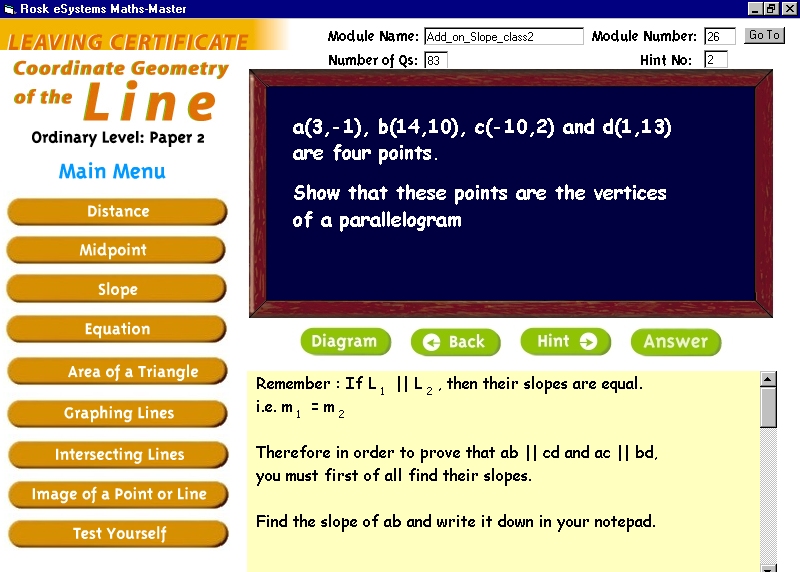 Rosk eSystems Maths-Master
LEAVING CERTIFICATE
Coordinate Geometry
of the Line
Ordinary Level: Paper 2
Main Menu
Distance
Midpoint
Slope
Equation
Area of a Triangle
Graphing Lines
Intersecting Lines
Image of a Point or Line
Test Yourself
Module Name: Add_on_Slope_class2 Module Number: 26 Go To
Number of Qs: 83 Hint No: 2
a(3,-1), b(14,10), c(-10,2) and d(1,13)
are four points.
Show that these points are the vertices
of a parallelogram
Diagram Back Hint Answer
Remember : If L1 || L2 , then their slopes are equal.
i.e. m1 = m2
Therefore in order to prove that ab || cd and ac || bd,
you must first of all find their slopes.
Find the slope of ab and write it down in your notepad.